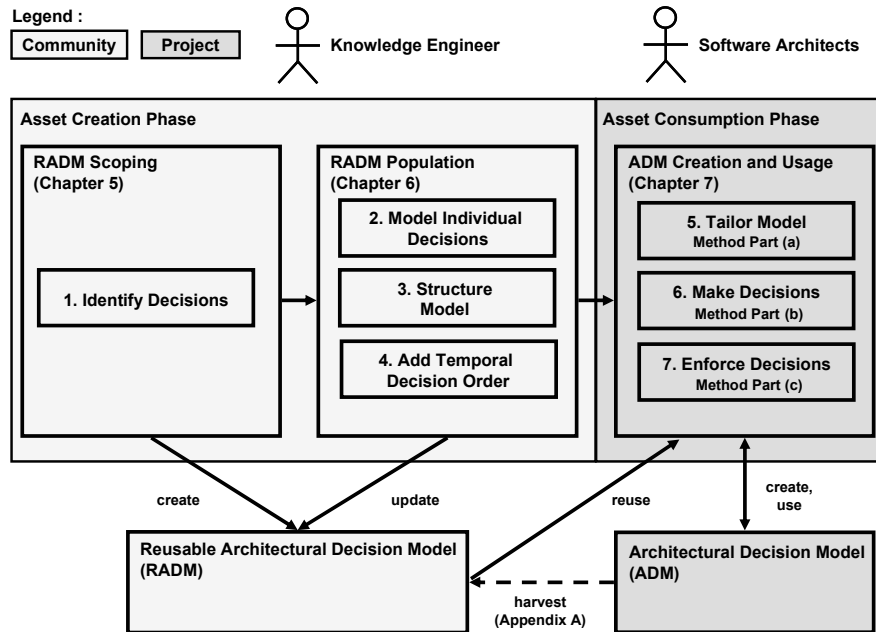 Legend :
Community
Project
Knowledge Engineer
Software Architects
Asset Creation Phase
Asset Consumption Phase
RADM Scoping
(Chapter 5)
1. Identify Decisions
RADM Population
(Chapter 6)
2. Model Individual
Decisions
3. Structure
Model
4. Add Temporal
Decision Order
ADM Creation and Usage
(Chapter 7)
5. Tailor Model
Method Part (a)
6. Make Decisions
Method Part (b)
7. Enforce Decisions
Method Part (c)
create
update
reuse
create,
use
Reusable Architectural Decision Model
(RADM)
harvest
(Appendix A)
Architectural Decision Model
(ADM)